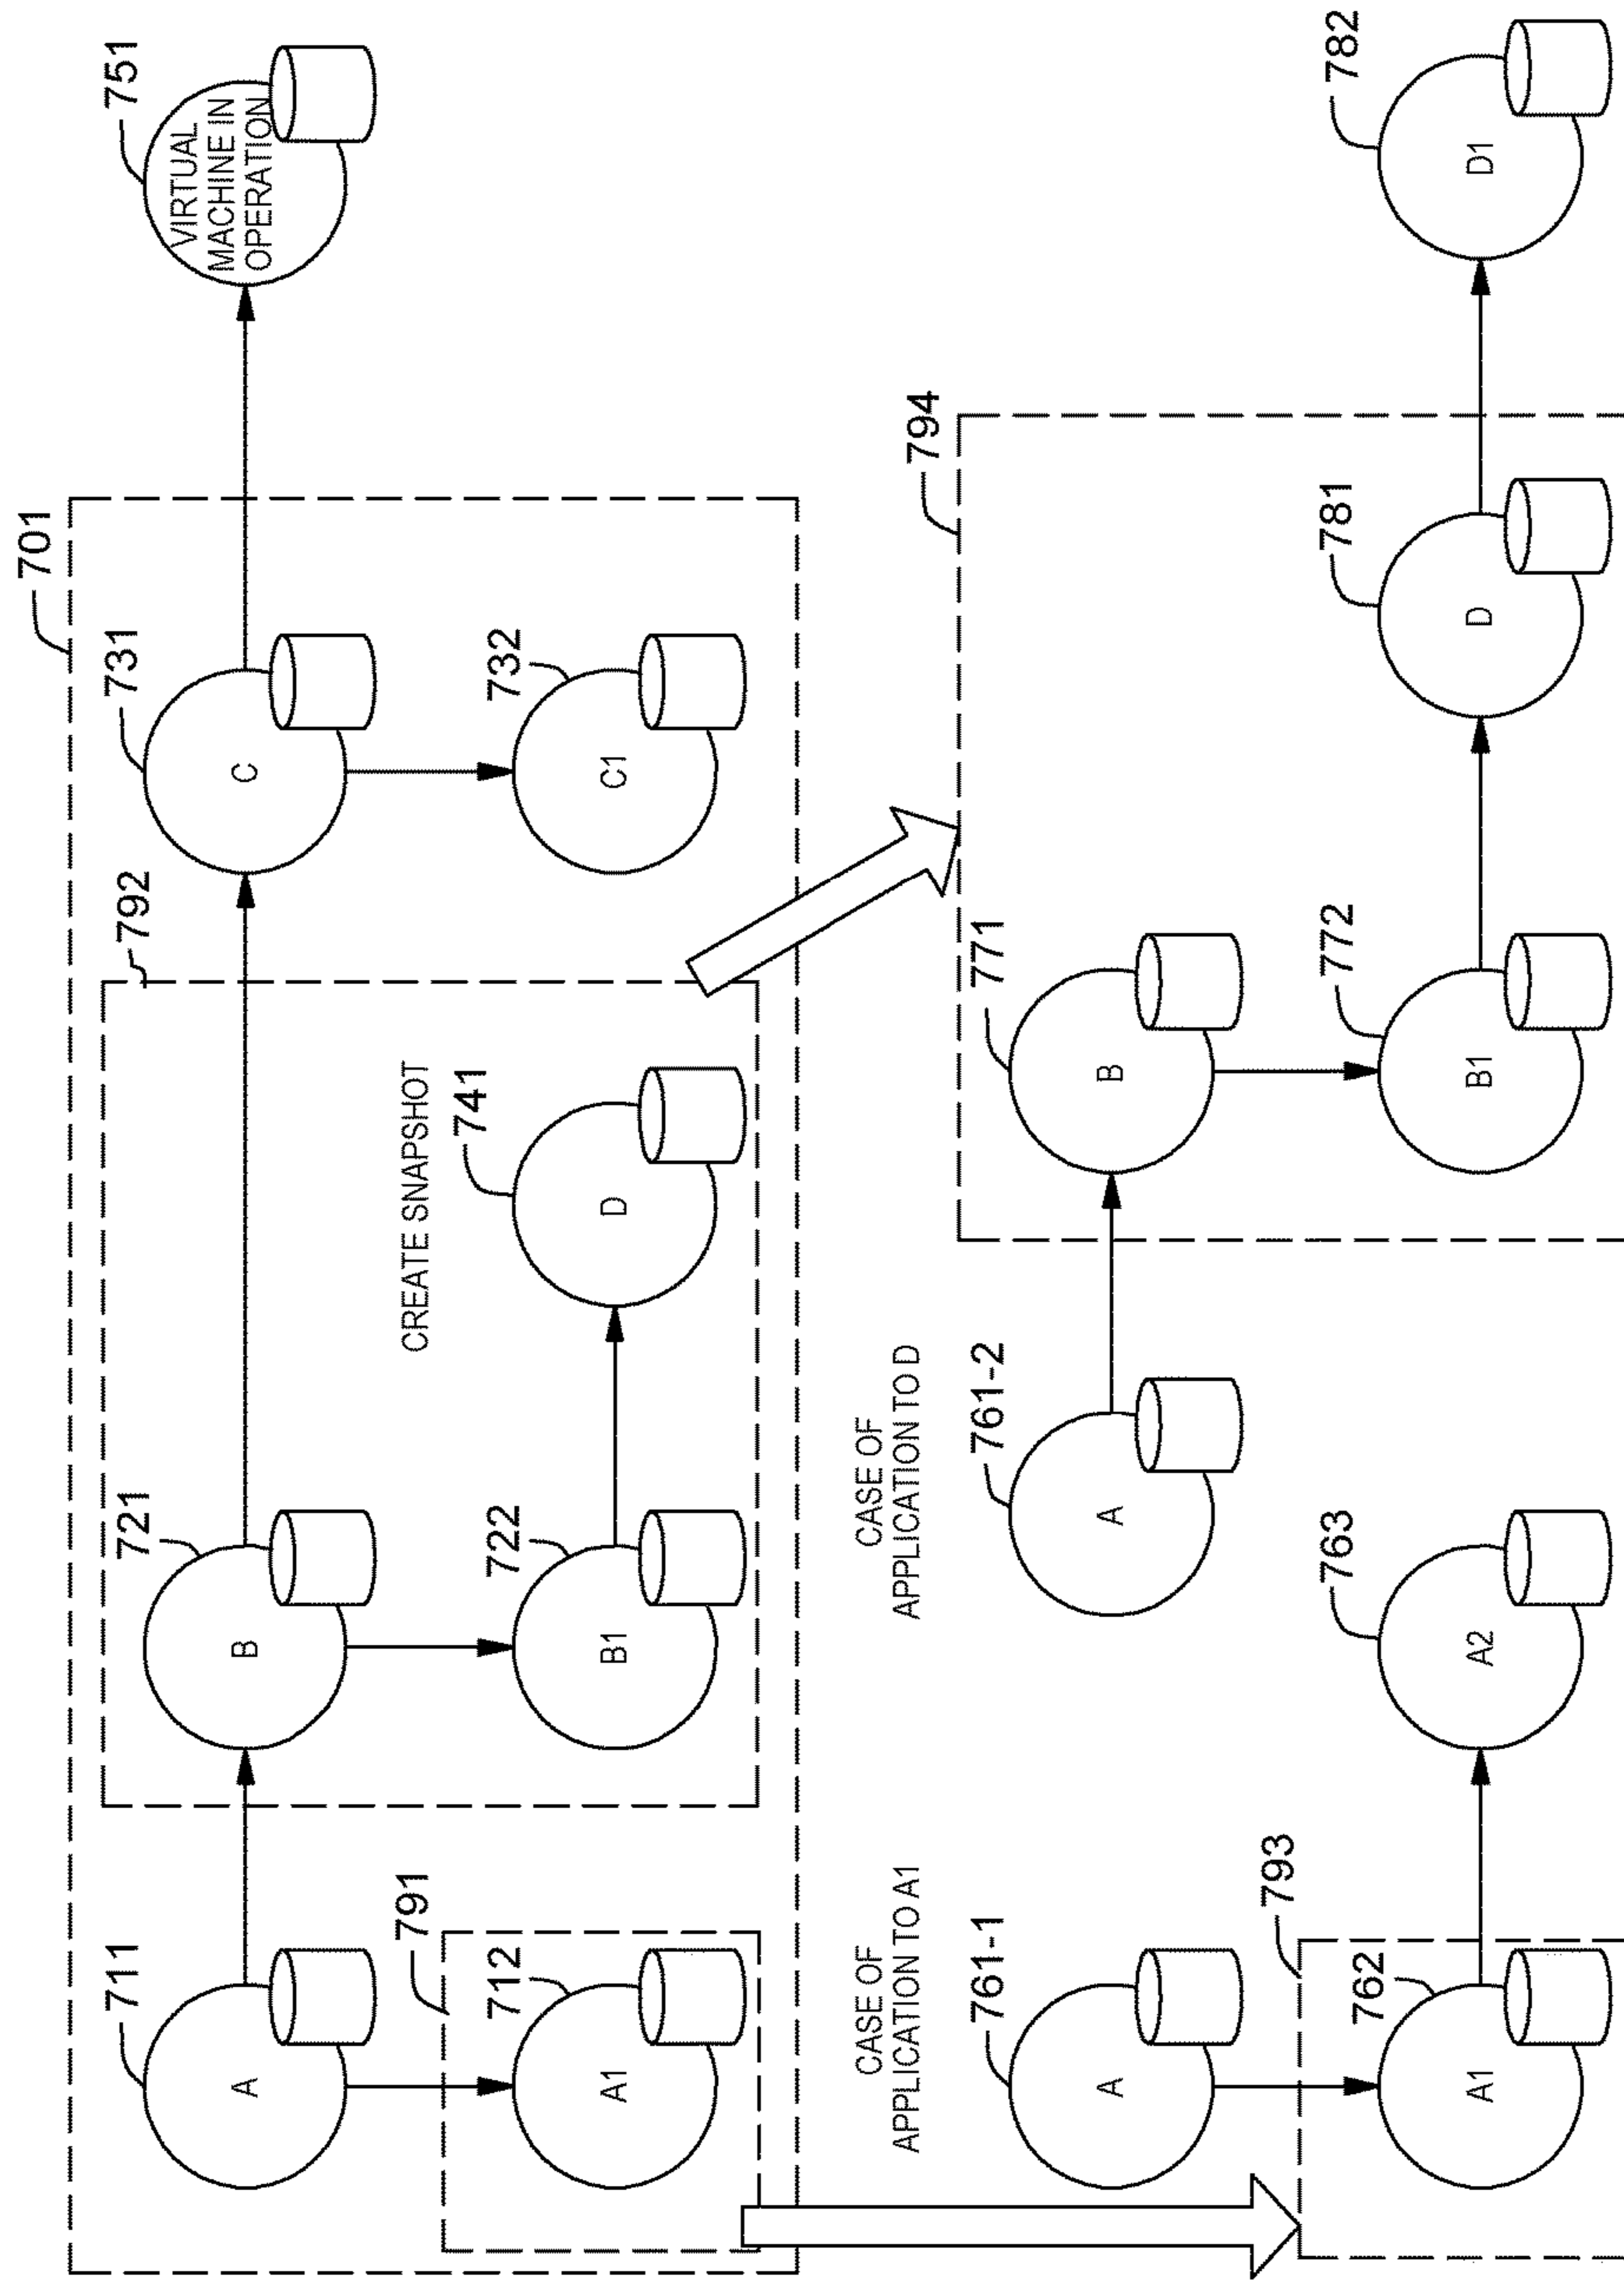 701
711
A
721
B
792
731
C
751
VIRTUAL
MACHINE IN
OPERATION
791
712
A1
722
B1
CREATE SNAPSHOT
741
D
732
C1
CASE OF
APPLICATION TO A1
CASE OF
APPLICATION TO D
794
761-1
A
761-2
A
771
B
793
762
A1
763
A2
772
B1
781
D
782
D1